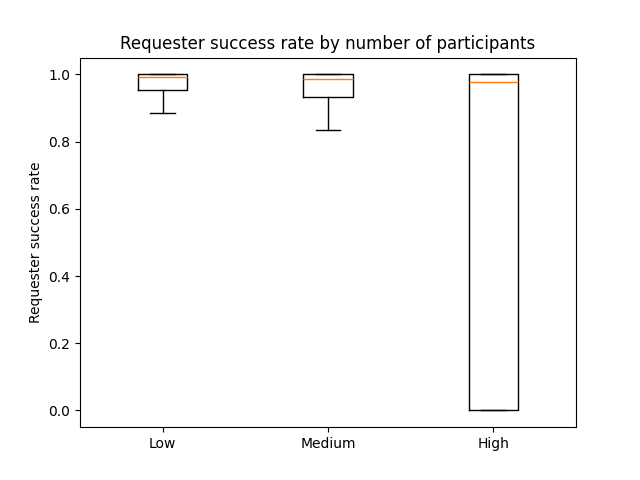 Requester success rate by number of participants
Requester success rate
1.0
0.8
0.6
0.4
0.2
0.0
Low Medium High